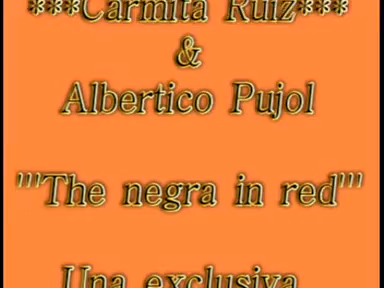 ***Carmita Ruiz***
&
Albertico Pujol
"'The negra in red"'
Una exclusiva